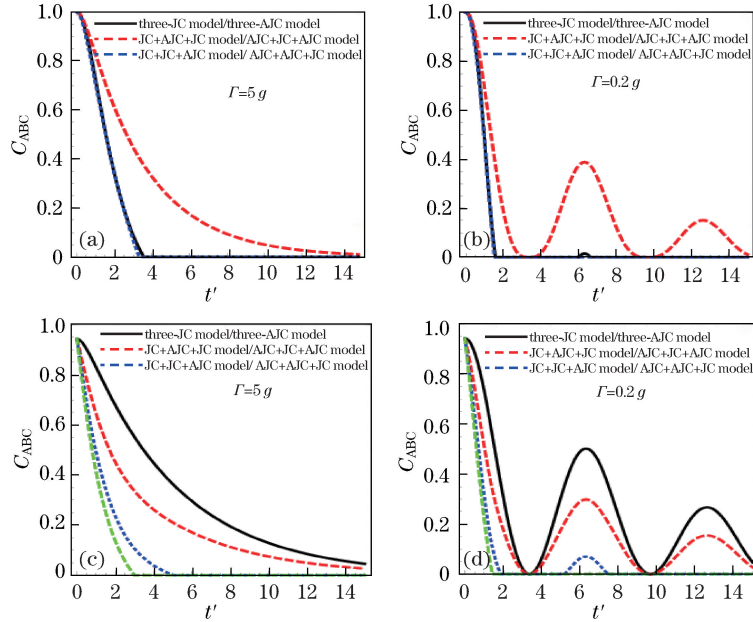 three-JC model/three-AJC model
JC+AJC+JC model/AJC+JC+AJC model
JC+JC+AJC model/ AJC+AJC+JC model
Γ=5 g
C_ABC
1.0
0.8
0.6
0.4
0.2
0
(a)
0 2 4 6 8 10 12 14
t′
three-JC model/three-AJC model
JC+AJC+JC model/AJC+JC+AJC model
JC+JC+AJC model/ AJC+AJC+JC model
Γ=0.2 g
C_ABC
1.0
0.8
0.6
0.4
0.2
0
(b)
0 2 4 6 8 10 12 14
t′
three-JC model/three-AJC model
JC+AJC+JC model/AJC+JC+AJC model
JC+JC+AJC model/ AJC+AJC+JC model
Γ=5 g
C_ABC
1.0
0.8
0.6
0.4
0.2
0
(c)
0 2 4 6 8 10 12 14
t′
three-JC model/three-AJC model
JC+AJC+JC model/AJC+JC+AJC model
JC+JC+AJC model/ AJC+AJC+JC model
Γ=0.2 g
C_ABC
1.0
0.8
0.6
0.4
0.2
0
(d)
0 2 4 6 8 10 12 14
t′